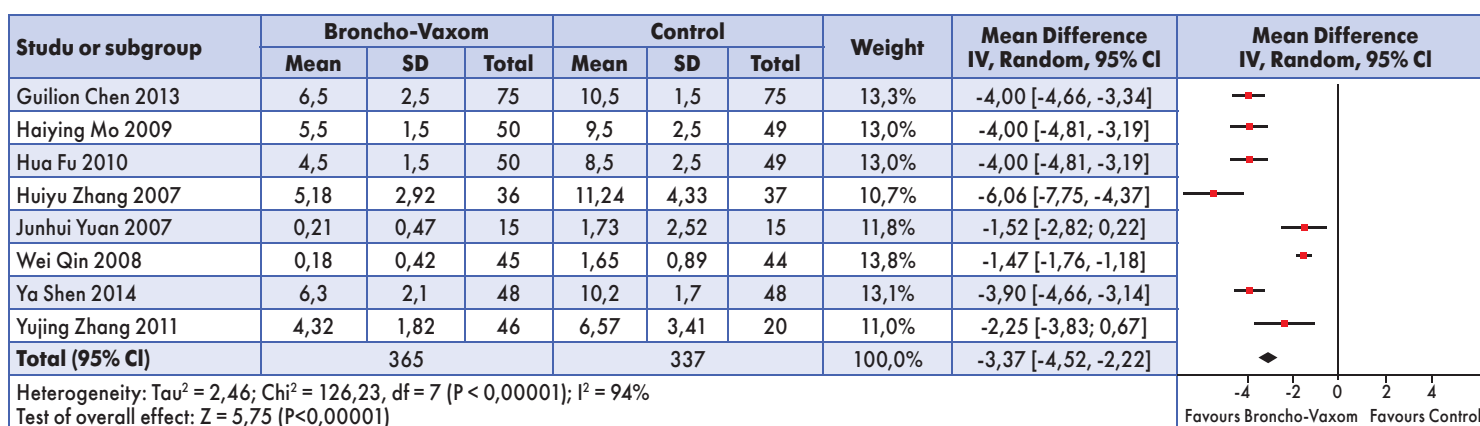 Studu or subgroup Broncho-Vaxom Control Weight Mean Difference IV, Random, 95% Cl Mean Difference IV, Random, 95% Cl
Mean SD Total Mean SD Total
Guilion Chen 2013 6,5 2,5 75 10,5 1,5 75 13,3% -4,00 [-4,66, -3,34]
Haiying Mo 2009 5,5 1,5 50 9,5 2,5 49 13,0% -4,00 [-4,81, -3,19]
Hua Fu 2010 4,5 1,5 50 8,5 2,5 49 13,0% -4,00 [-4,81, -3,19]
Huiyu Zhang 2007 5,18 2,92 36 11,24 4,33 37 10,7% -6,06 [-7,75, -4,37]
Junhui Yuan 2007 0,21 0,47 15 1,73 2,52 15 11,8% -1,52 [-2,82; 0,22]
Wei Qin 2008 0,18 0,42 45 1,65 0,89 44 13,8% -1,47 [-1,76, -1,18]
Ya Shen 2014 6,3 2,1 48 10,2 1,7 48 13,1% -3,90 [-4,66, -3,14]
Yujing Zhang 2011 4,32 1,82 46 6,57 3,41 20 11,0% -2,25 [-3,83; 0,67]
Total (95% Cl) 365 337 100,0% -3,37 [-4,52, -2,22]
Heterogeneity: Tau² = 2,46; Chi² = 126,23, df = 7 (P < 0,00001); I² = 94%
Test of overall effect: Z = 5,75 (P<0,00001)
-4 -2 0 2 4
Favours Broncho-Vaxom Favours Control